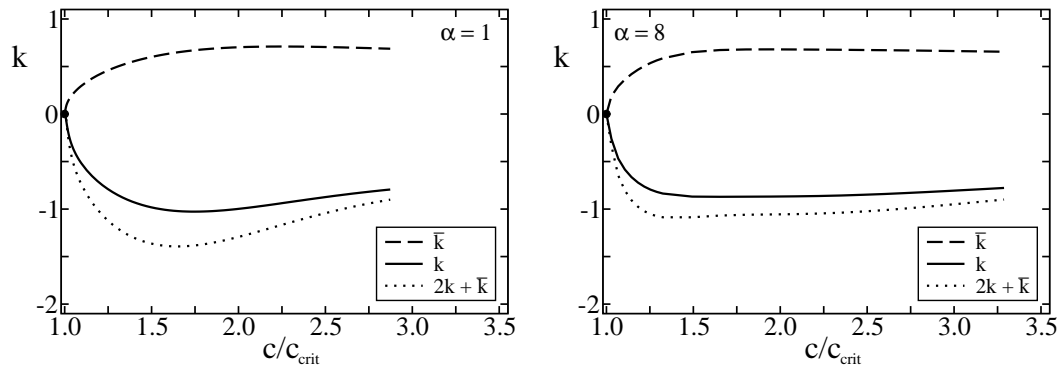 1
α = 1
k
0
-1
-2
k̅
k
2k + k̅
1.0 1.5 2.0 2.5 3.0 3.5
c/c_crit
1
α = 8
k
0
-1
-2
k̅
k
2k + k̅
1.0 1.5 2.0 2.5 3.0 3.5
c/c_crit